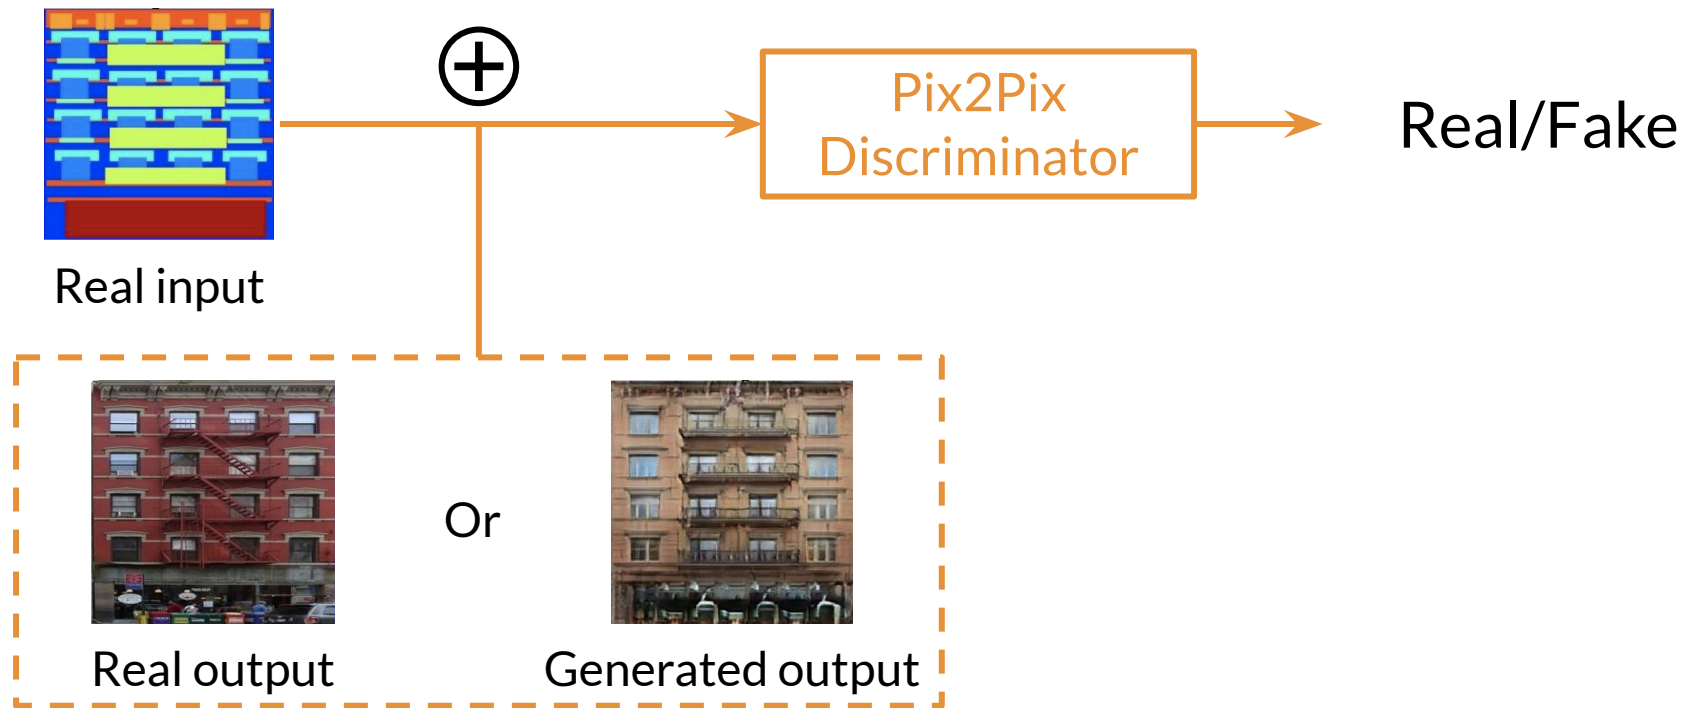 Pix2Pix
Discriminator
Real/Fake
Real input
Or
Real output
Generated output